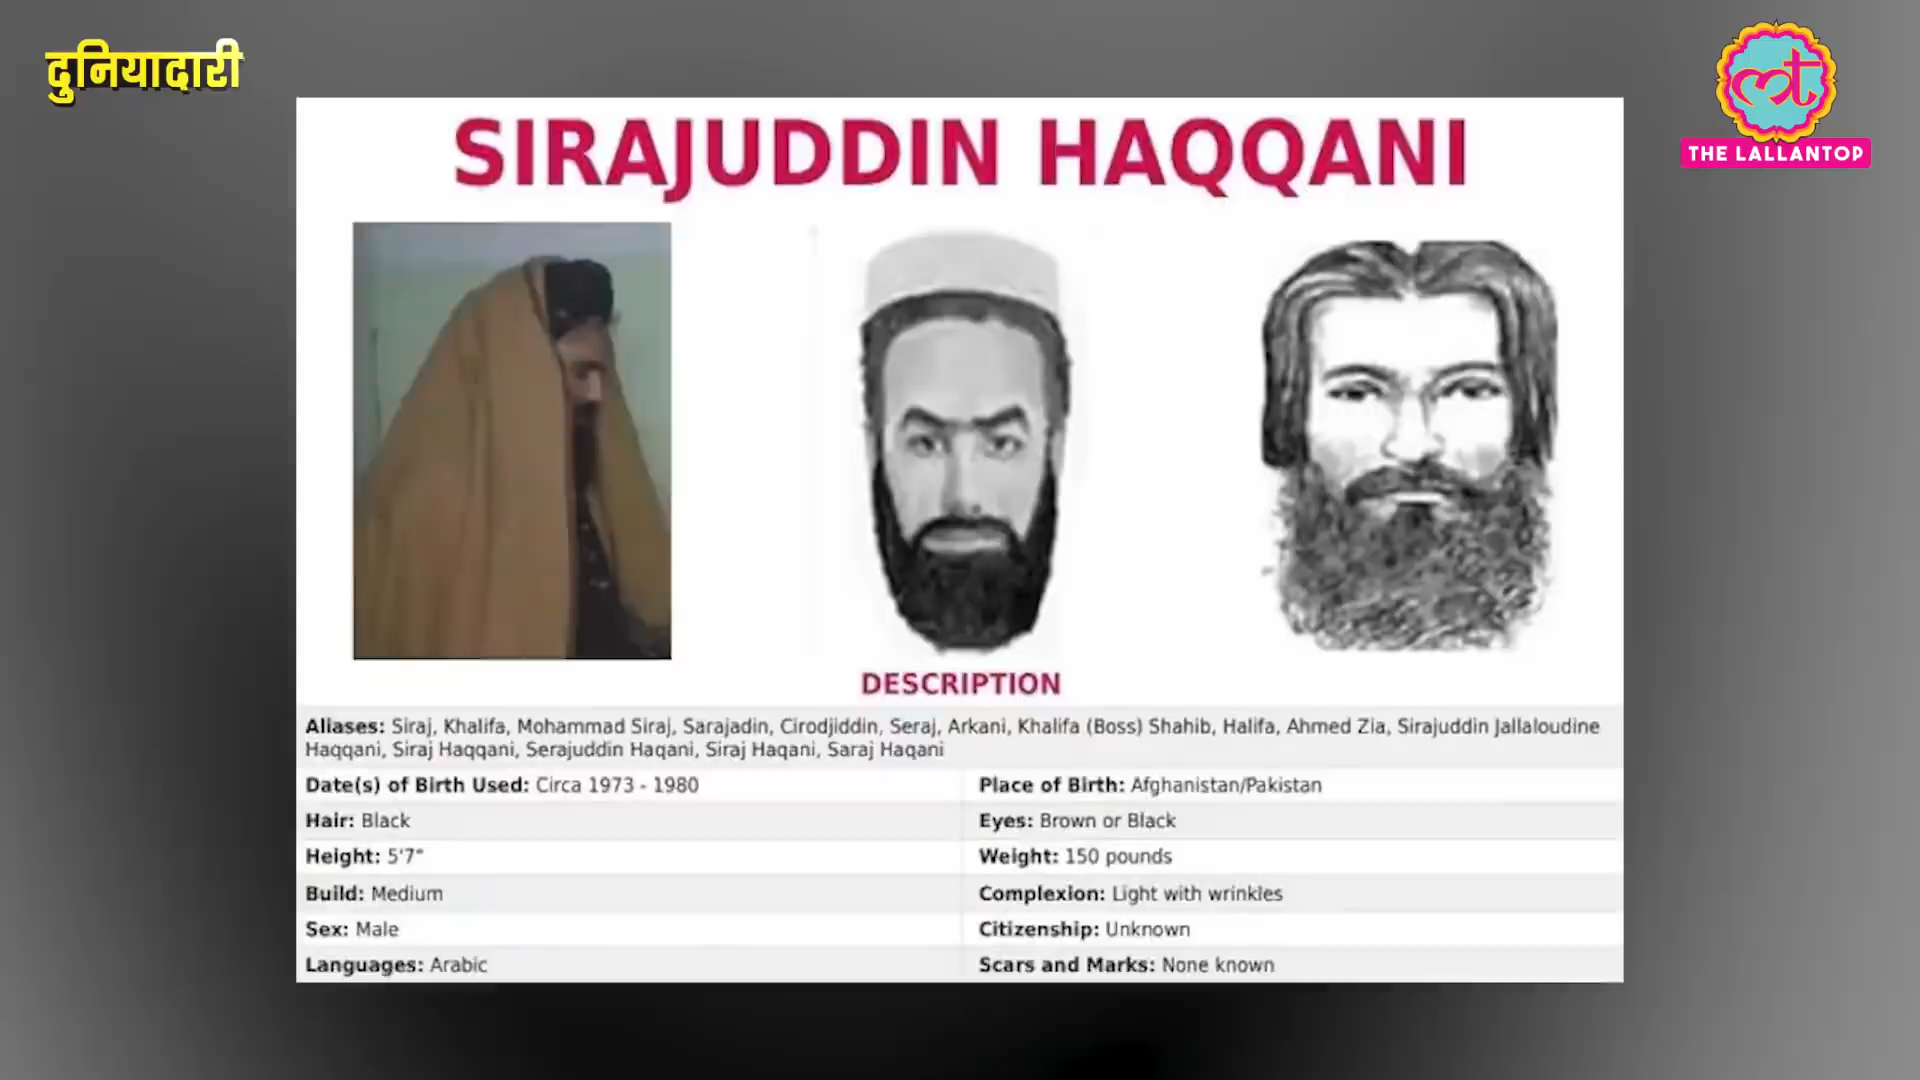 दुनियादारी
THE LALLANTOP
SIRAJUDDIN HAQQANI
DESCRIPTION
Aliases: Siraj, Khalifa, Mohammad Siraj, Sarajadin, Cirodjiddin, Seraj, Arkani, Khalifa (Boss) Shahib, Halifa, Ahmed Zia, Sirajuddin Jallaloudine
Haqqani, Siraj Haqqani, Serajuddin Haqani, Siraj Haqani, Saraj Haqani
Date(s) of Birth Used: Circa 1973 - 1980
Place of Birth: Afghanistan/Pakistan
Hair: Black
Eyes: Brown or Black
Height: 5'7"
Weight: 150 pounds
Build: Medium
Complexion: Light with wrinkles
Sex: Male
Citizenship: Unknown
Languages: Arabic
Scars and Marks: None known